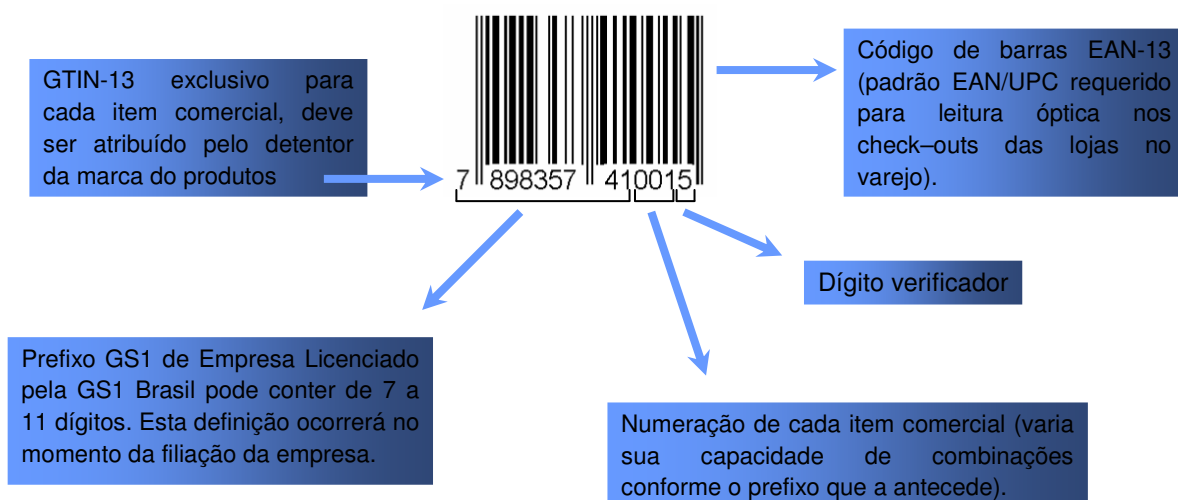 GTIN-13 exclusivo para
cada item comercial, deve
ser atribuído pelo detentor
da marca do produtos
7 898357 410015
Código de barras EAN-13
(padrão EAN/UPC requerido
para leitura óptica nos
check–outs das lojas no
varejo).
Dígito verificador
Prefixo GS1 de Empresa Licenciado
pela GS1 Brasil pode conter de 7 a
11 dígitos. Esta definição ocorrerá no
momento da filiação da empresa.
Numeração de cada item comercial (varia
sua capacidade de combinações
conforme o prefixo que a antecede).